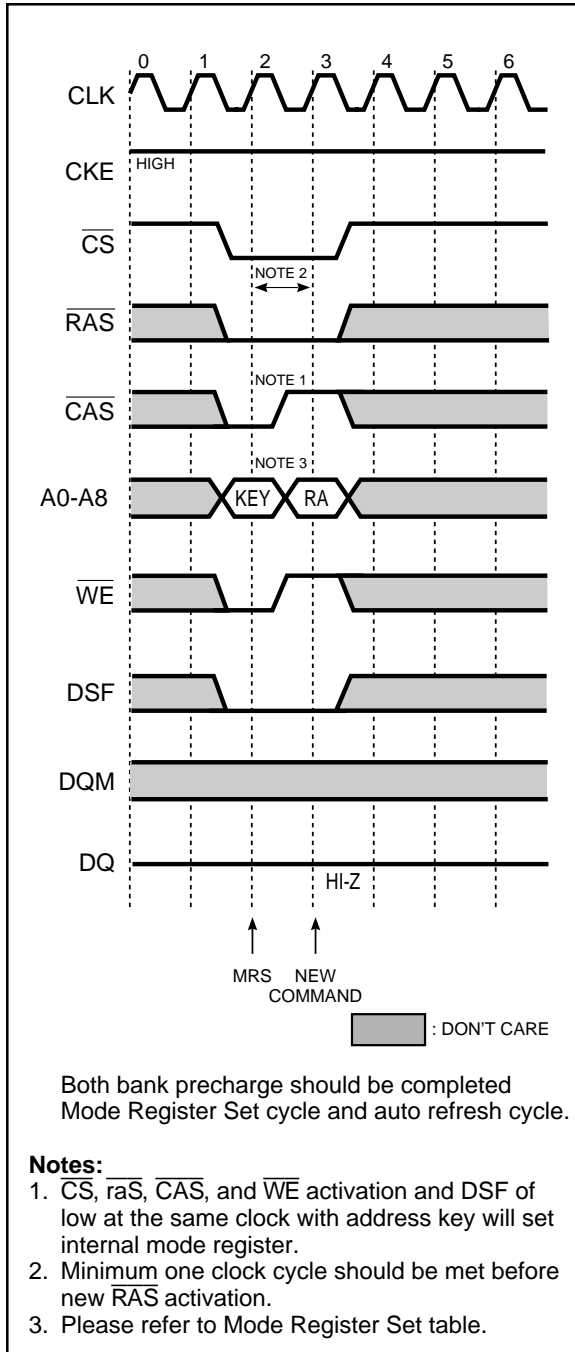 0 1 2 3 4 5 6
CLK
CKE
HIGH
CS
NOTE 2
RAS
NOTE 1
CAS
NOTE 3
A0-A8
KEY
RA
WE
DSF
DQM
DQ
HI-Z
MRS NEW
COMMAND
: DON'T CARE
Both bank precharge should be completed
Mode Register Set cycle and auto refresh cycle.
Notes:
1. CS, raS, CAS, and WE activation and DSF of
low at the same clock with address key will set
internal mode register.
2. Minimum one clock cycle should be met before
new RAS activation.
3. Please refer to Mode Register Set table.